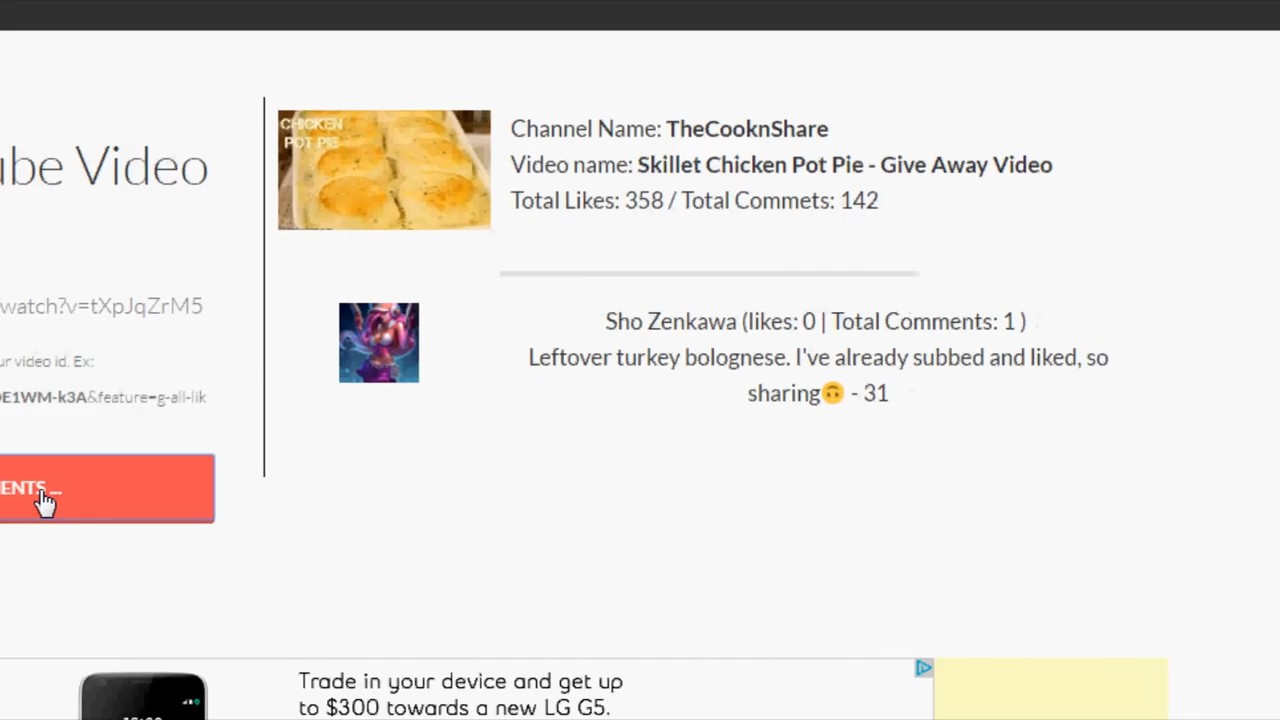 CHICKEN
POT PIE
Channel Name: TheCooknShare
Video name: Skillet Chicken Pot Pie - Give Away Video
Total Likes: 358 / Total Commets: 142
ube Video
watch?v=tXpJqZrM5
ur video id. Ex:
E1WM-k3A&feature=g-all-lik
ENTS ...
Sho Zenkawa (likes: 0 | Total Comments: 1 )
Leftover turkey bolognese. I've already subbed and liked, so
sharing🙃 - 31
Trade in your device and get up
to $300 towards a new LG G5.